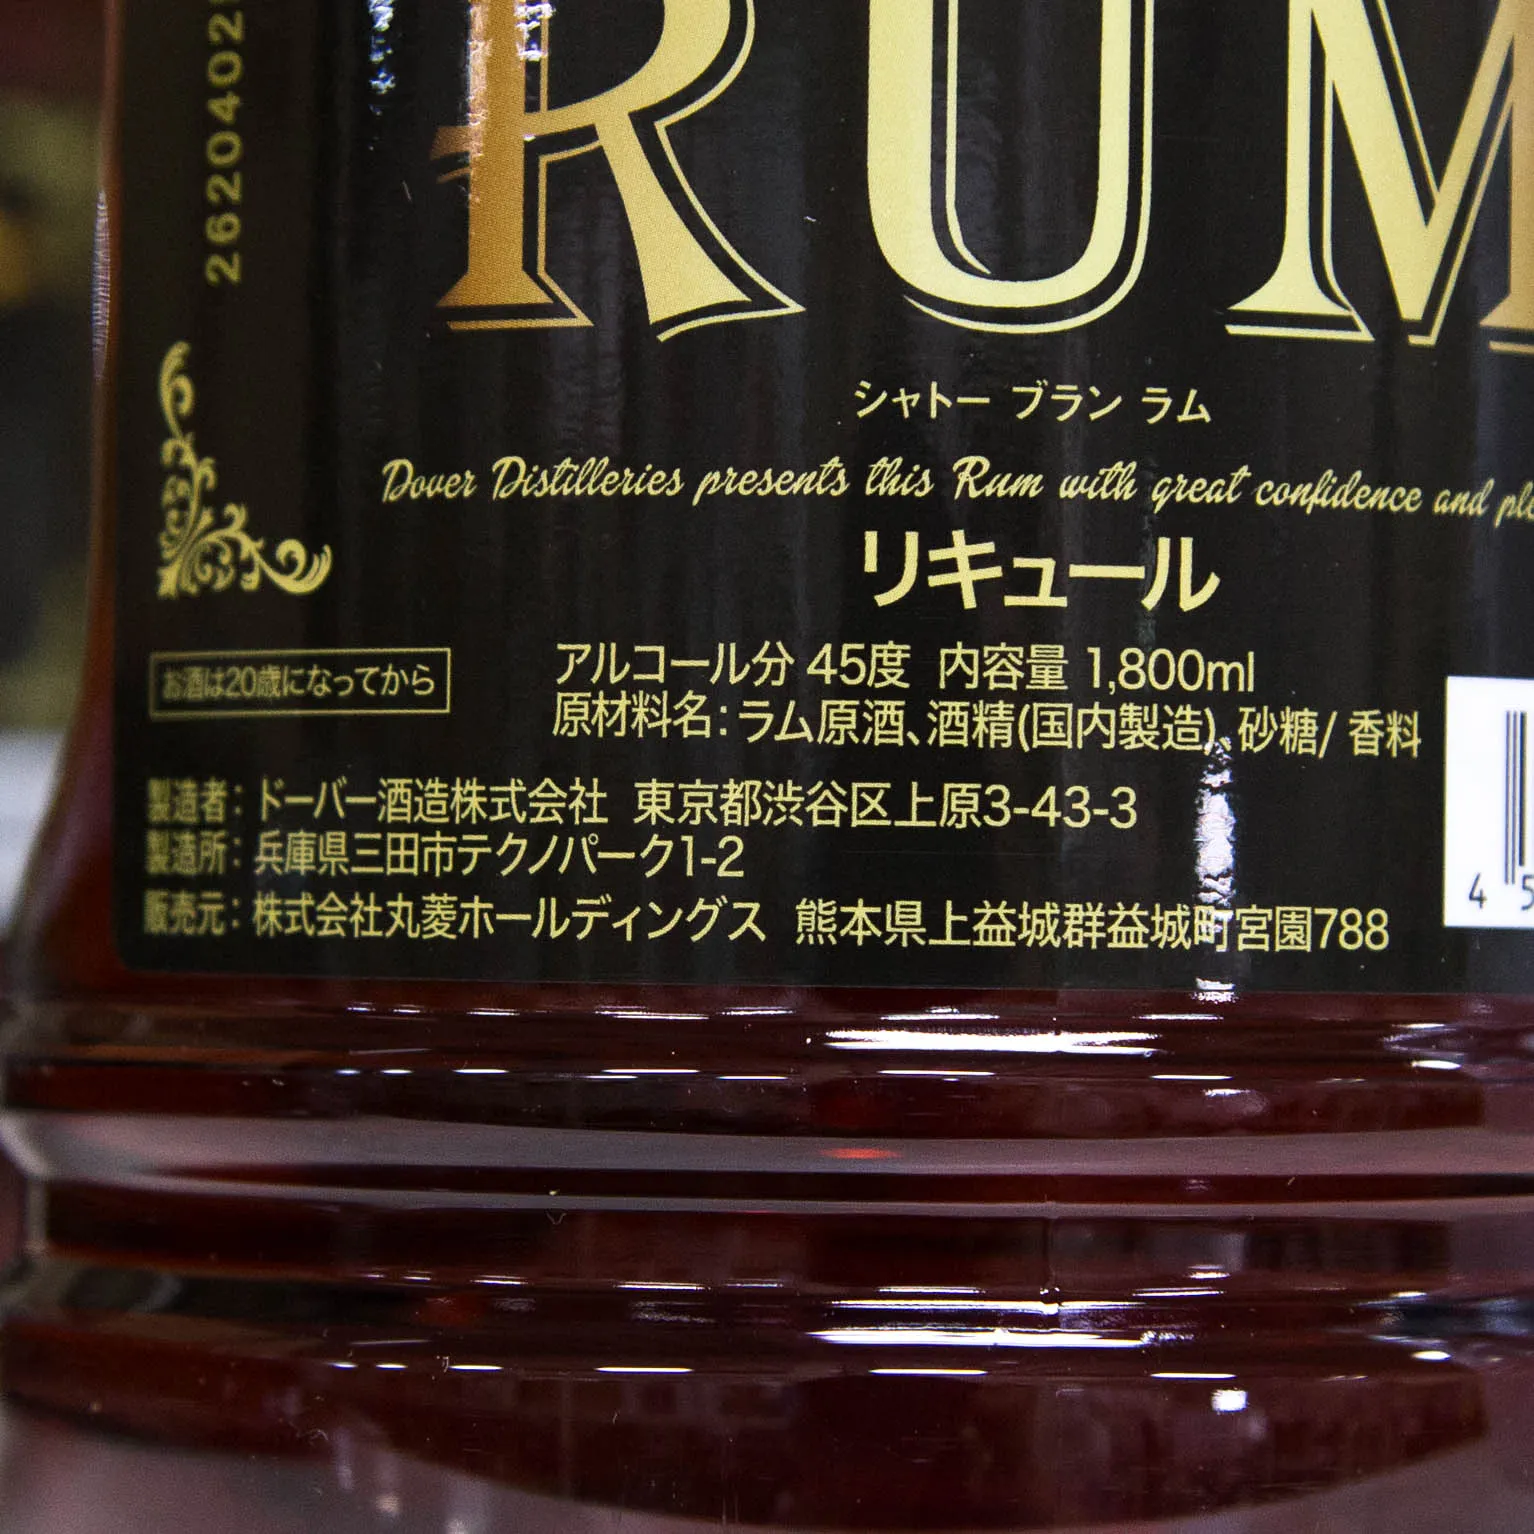 2620402
RUM
シャトー ブラン ラム
Dover Distilleries presents this Rum with great confidence and
リキュール
お酒は20歳になってから
アルコール分 45度 内容量 1,800ml
原材料名:ラム原酒、酒精(国内製造)、砂糖/ 香料
製造者:ドーバー酒造株式会社 東京都渋谷区上原3-43-3
製造所:兵庫県三田市テクノパーク1-2
販売元:株式会社丸菱ホールディングス 熊本県上益城郡益城町宮園788
4 5